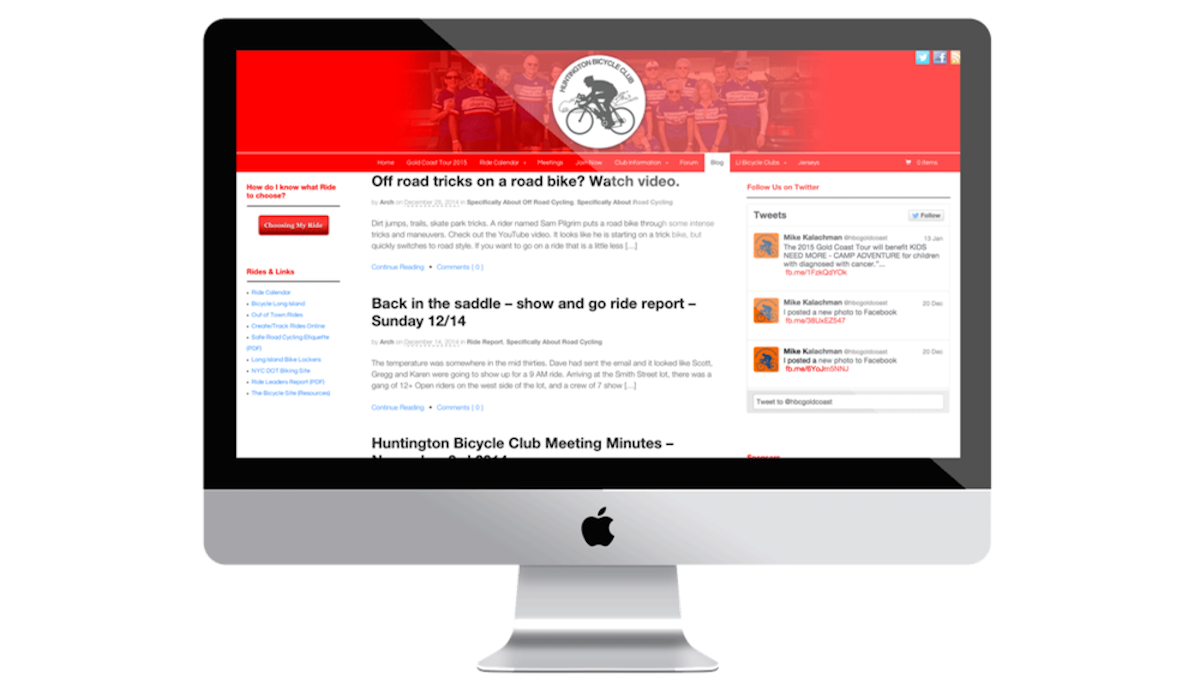 HUNTINGTON BICYCLE CLUB
Home Gold Coast Tour 2015 Ride Calendar Meetings Join Now Club Information Forum Blog LI Bicycle Clubs Jerseys 0 items
How do I know what Ride
to choose?
Choosing My Ride
Rides & Links
Ride Calendar
Bicycle Long Island
Out of Town Rides
Create/Track Rides Online
Safe Road Cycling Etiquette
(PDF)
Long Island Bike Lockers
NYC DOT Biking Site
Ride Leaders Report (PDF)
The Bicycle Site (Resources)
Off road tricks on a road bike? Watch video.
by Arch on December 28, 2014 in Specifically About Off Road Cycling, Specifically About Road Cycling
Dirt jumps, trails, skate park tricks. A rider named Sam Pilgrim puts a road bike through some intense
tricks and maneuvers. Check out the YouTube video. It looks like he is starting on a trick bike, but
quickly switches to road style. If you want to go on a ride that is a little less [...]
Continue Reading • Comments { 0 }
Back in the saddle – show and go ride report –
Sunday 12/14
by Arch on December 14, 2014 in Ride Report, Specifically About Road Cycling
The temperature was somewhere in the mid thirties. Dave had sent the email and it looked like Scott,
Gregg and Karen were going to show up for a 9 AM ride. Arriving at the Smith Street lot, there was a
gang of 12+ Open riders on the west side of the lot, and a crew of 7 show [...]
Continue Reading • Comments { 0 }
Huntington Bicycle Club Meeting Minutes –
Follow Us on Twitter
Tweets Follow
Mike Kalachman @hbcgoldcoast 13 Jan
The 2015 Gold Coast Tour will benefit KIDS
NEED MORE - CAMP ADVENTURE for children
with diagnosed with cancer."...
fb.me/1FzkQdYOk
Mike Kalachman @hbcgoldcoast 20 Dec
I posted a new photo to Facebook
fb.me/38UxEZ547
Mike Kalachman @hbcgoldcoast 20 Dec
I posted a new photo to Facebook
fb.me/6YoJm5NNJ
Tweet to @hbcgoldcoast